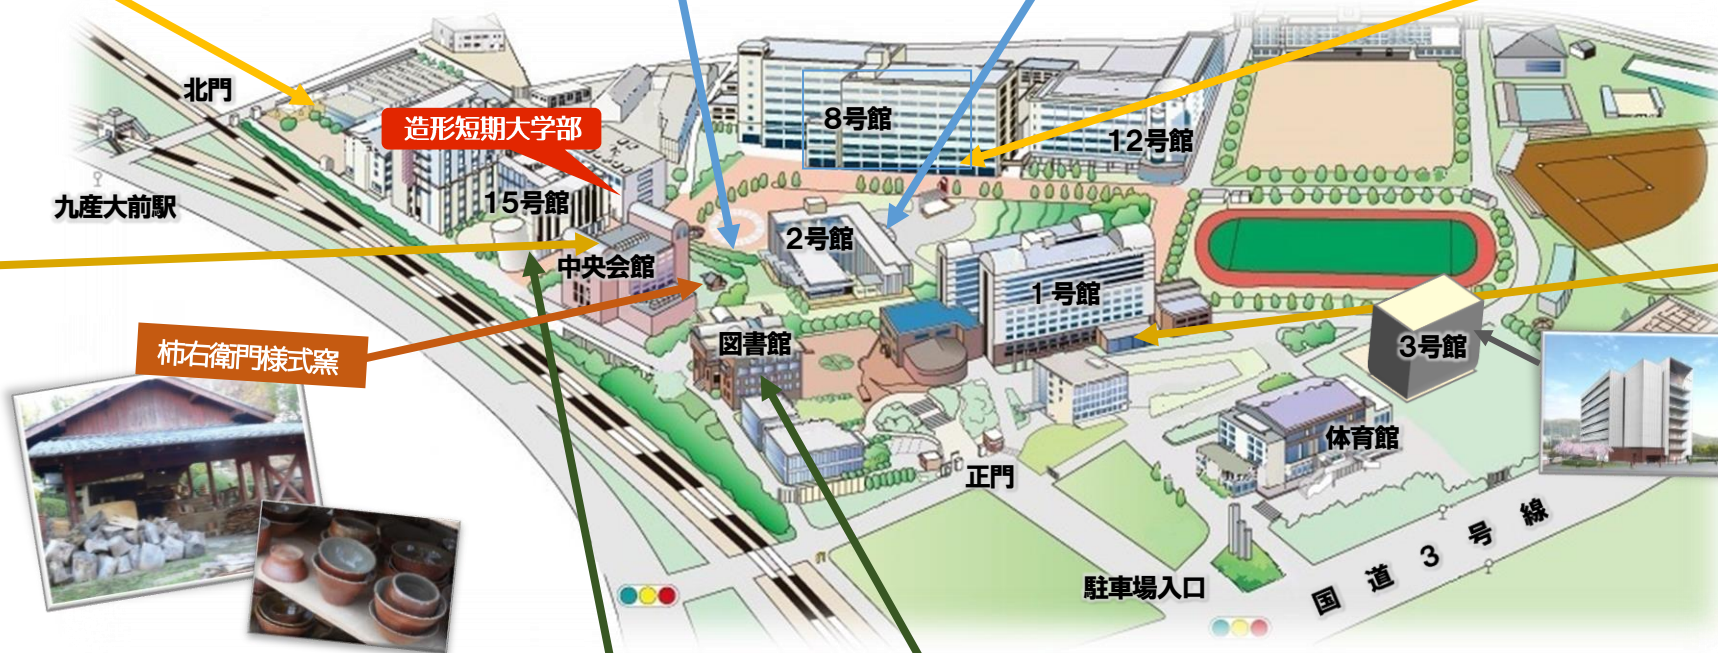 北門
造形短期大学部
8号館
12号館
九産大前駅
15号館
2号館
中央会館
1号館
柿右衛門様式窯
図書館
3号館
体育館
正門
駐車場入口
国道3号線